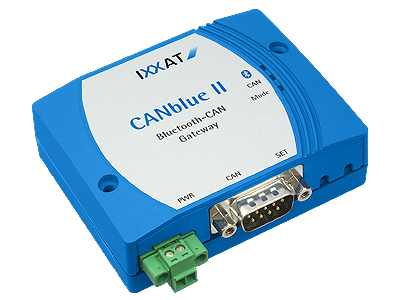 IXXAT
CANblue II
Bluetooth-CAN
Gateway
CAN
Mode
PWR
CAN
SET